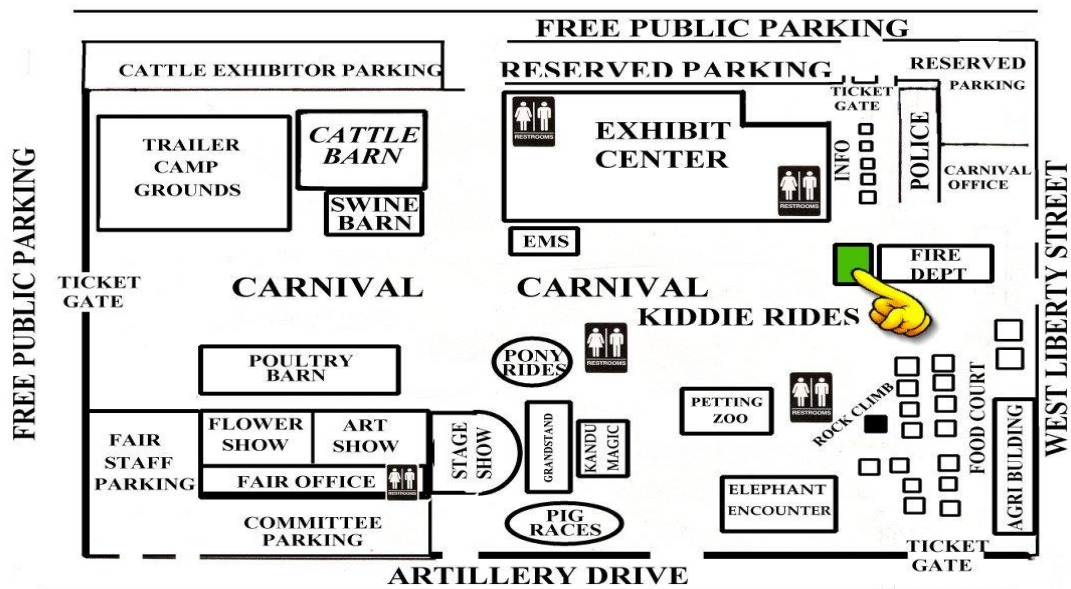 FREE PUBLIC PARKING
CATTLE EXHIBITOR PARKING
RESERVED PARKING
RESERVED
PARKING
TICKET
GATE
TRAILER
CAMP
GROUNDS
CATTLE
BARN
SWINE
BARN
RESTROOMS
EXHIBIT
CENTER
RESTROOMS
INFO
POLICE
CARNIVAL
OFFICE
EMS
FIRE
DEPT
FREE PUBLIC PARKING
TICKET
GATE
CARNIVAL
CARNIVAL
KIDDIE RIDES
WEST LIBERTY STREET
POULTRY
BARN
PONY
RIDES
RESTROOMS
PETTING
ZOO
RESTROOMS
ROCK CLIMB
FOOD COURT
AGRI BULDING
FAIR
STAFF
PARKING
FLOWER
SHOW
ART
SHOW
FAIR OFFICE
RESTROOMS
STAGE
SHOW
GRANDSTAND
KANDU
MAGIC
ELEPHANT
ENCOUNTER
COMMITTEE
PARKING
PIG
RACES
TICKET
GATE
ARTILLERY DRIVE